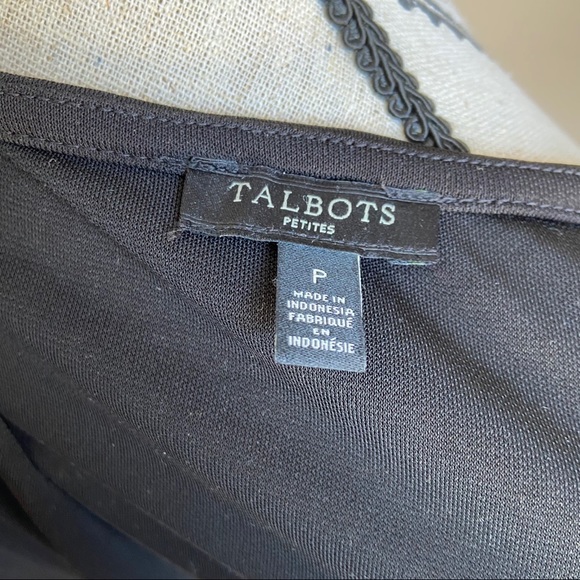 TALBOTS
PETITES
P
MADE IN
INDONESIA
FABRIQUÉ
EN
INDONÉSIE